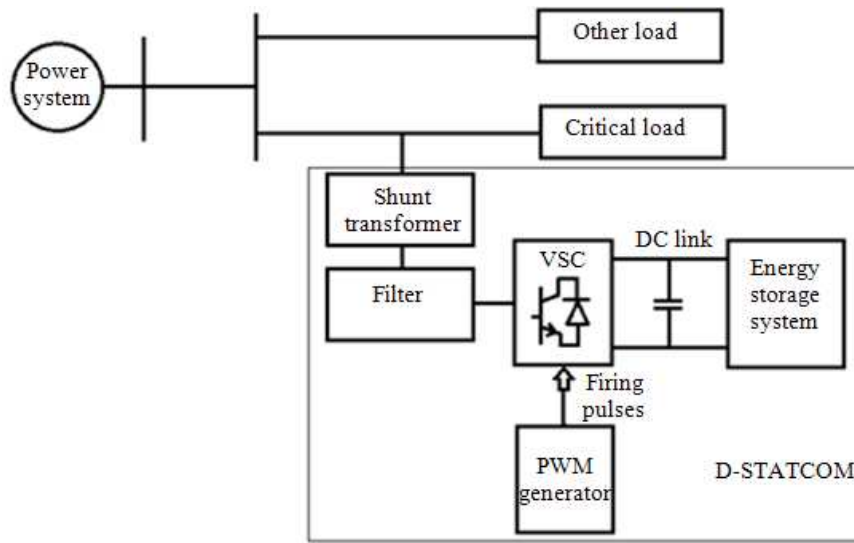 Other load
Power
system
Critical load
Shunt
transformer
DC link
VSC
Energy
storage
system
Filter
Firing
pulses
PWM
generator
D-STATCOM